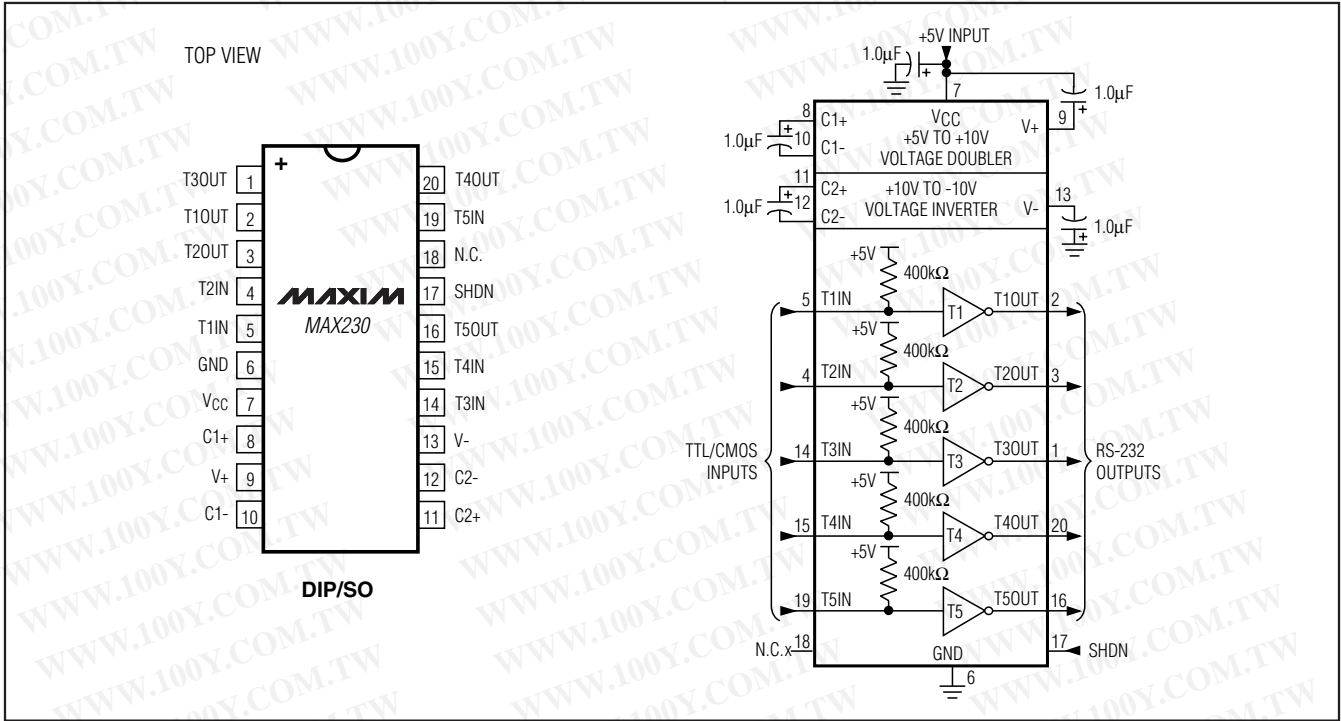 TOP VIEW
+
T3OUT 1
T1OUT 2
T2OUT 3
T2IN 4
T1IN 5
GND 6
VCC 7
C1+ 8
V+ 9
C1- 10
20 T4OUT
19 T5IN
18 N.C.
17 SHDN
16 T5OUT
15 T4IN
14 T3IN
13 V-
12 C2-
11 C2+
MAXIM
MAX230
DIP/SO
+5V INPUT
1.0µF
+
7
1.0µF
+
8 C1+
1.0µF + 10
C1-
VCC
+5V TO +10V
VOLTAGE DOUBLER
V+ 9
11 C2+
1.0µF + 12
C2-
+10V TO -10V
VOLTAGE INVERTER
V- 13
1.0µF
+
+5V
400kΩ
5 T1IN T1 T1OUT 2
+5V
400kΩ
4 T2IN T2 T2OUT 3
+5V
400kΩ
14 T3IN T3 T3OUT 1
+5V
400kΩ
15 T4IN T4 T4OUT 20
+5V
400kΩ
19 T5IN T5 T5OUT 16
TTL/CMOS
INPUTS
RS-232
OUTPUTS
N.C.x 18
GND
6
17 SHDN
WWW.100Y.COM.TW